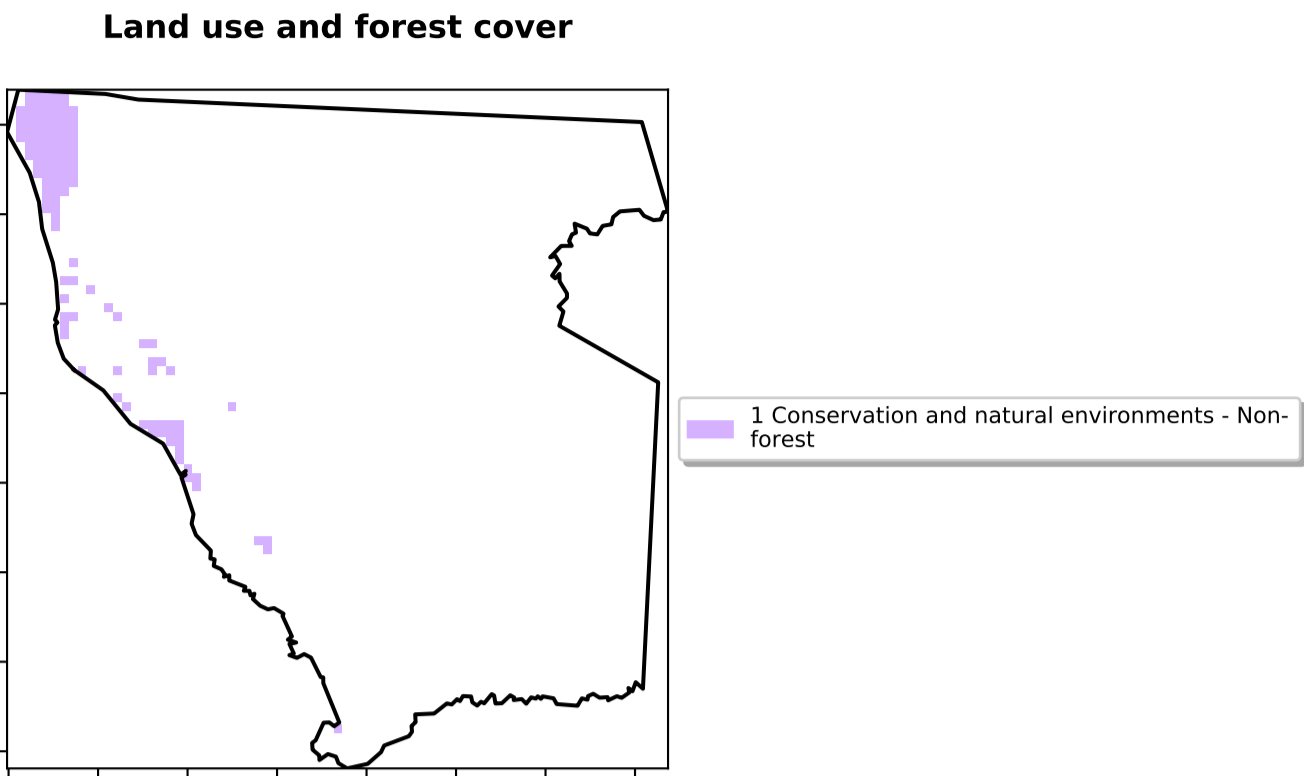 Land use and forest cover
1 Conservation and natural environments - Non-
forest